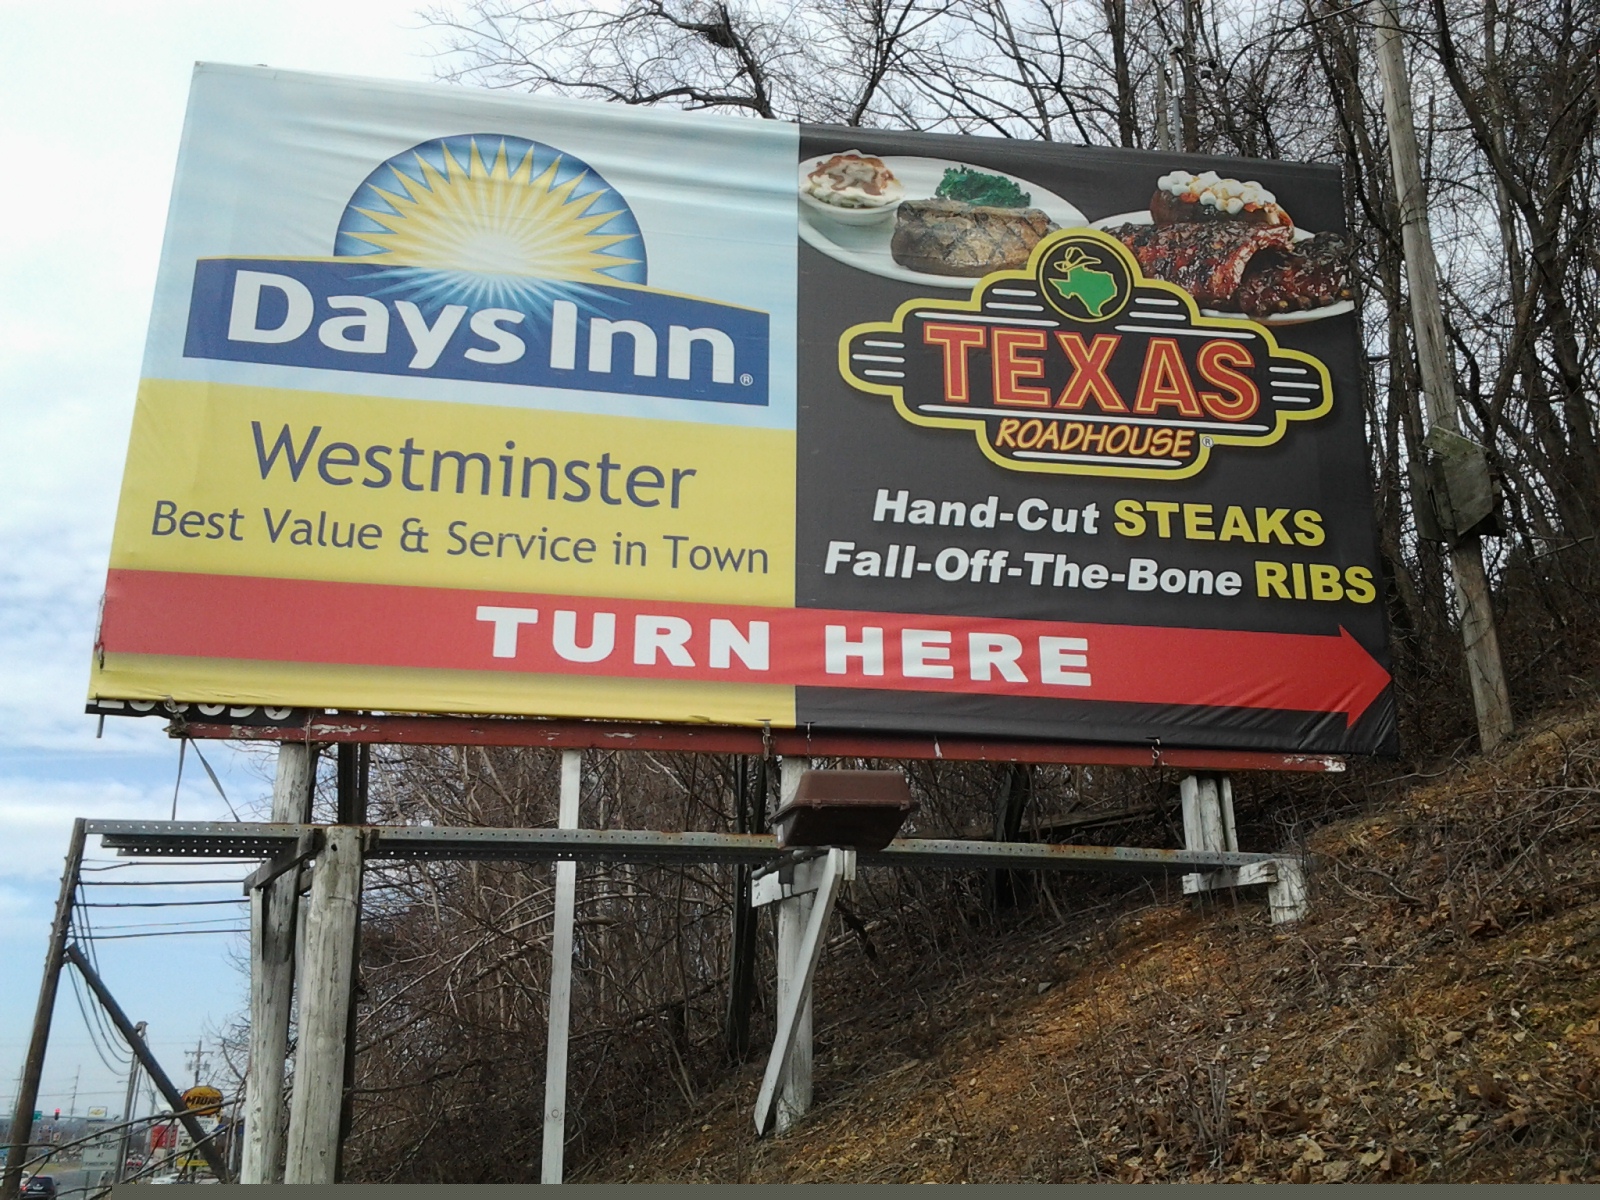 Days Inn®
Westminster
Best Value & Service in Town
TEXAS
ROADHOUSE®
Hand-Cut STEAKS
Fall-Off-The-Bone RIBS
TURN HERE
MIDAS